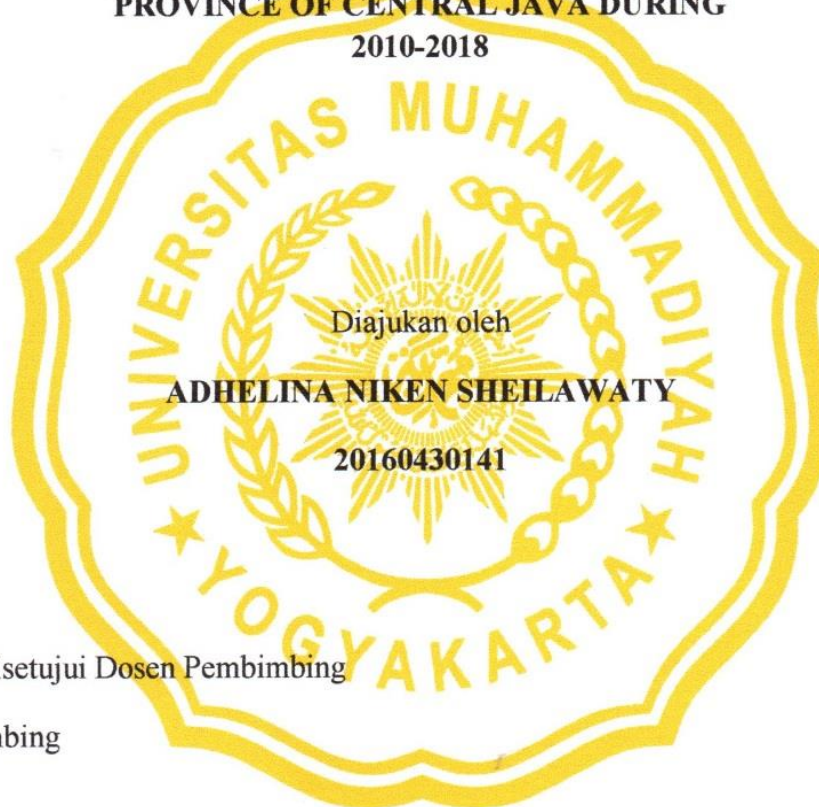 PROVINCE OF CENTRAL JAVA DURING
2010-2018
UNIVERSITAS MUHAMMADIYAH
Diajukan oleh
ADHELINA NIKEN SHEILAWATY
20160430141
★ YOGYAKARTA ★
setujui Dosen Pembimbing
bing